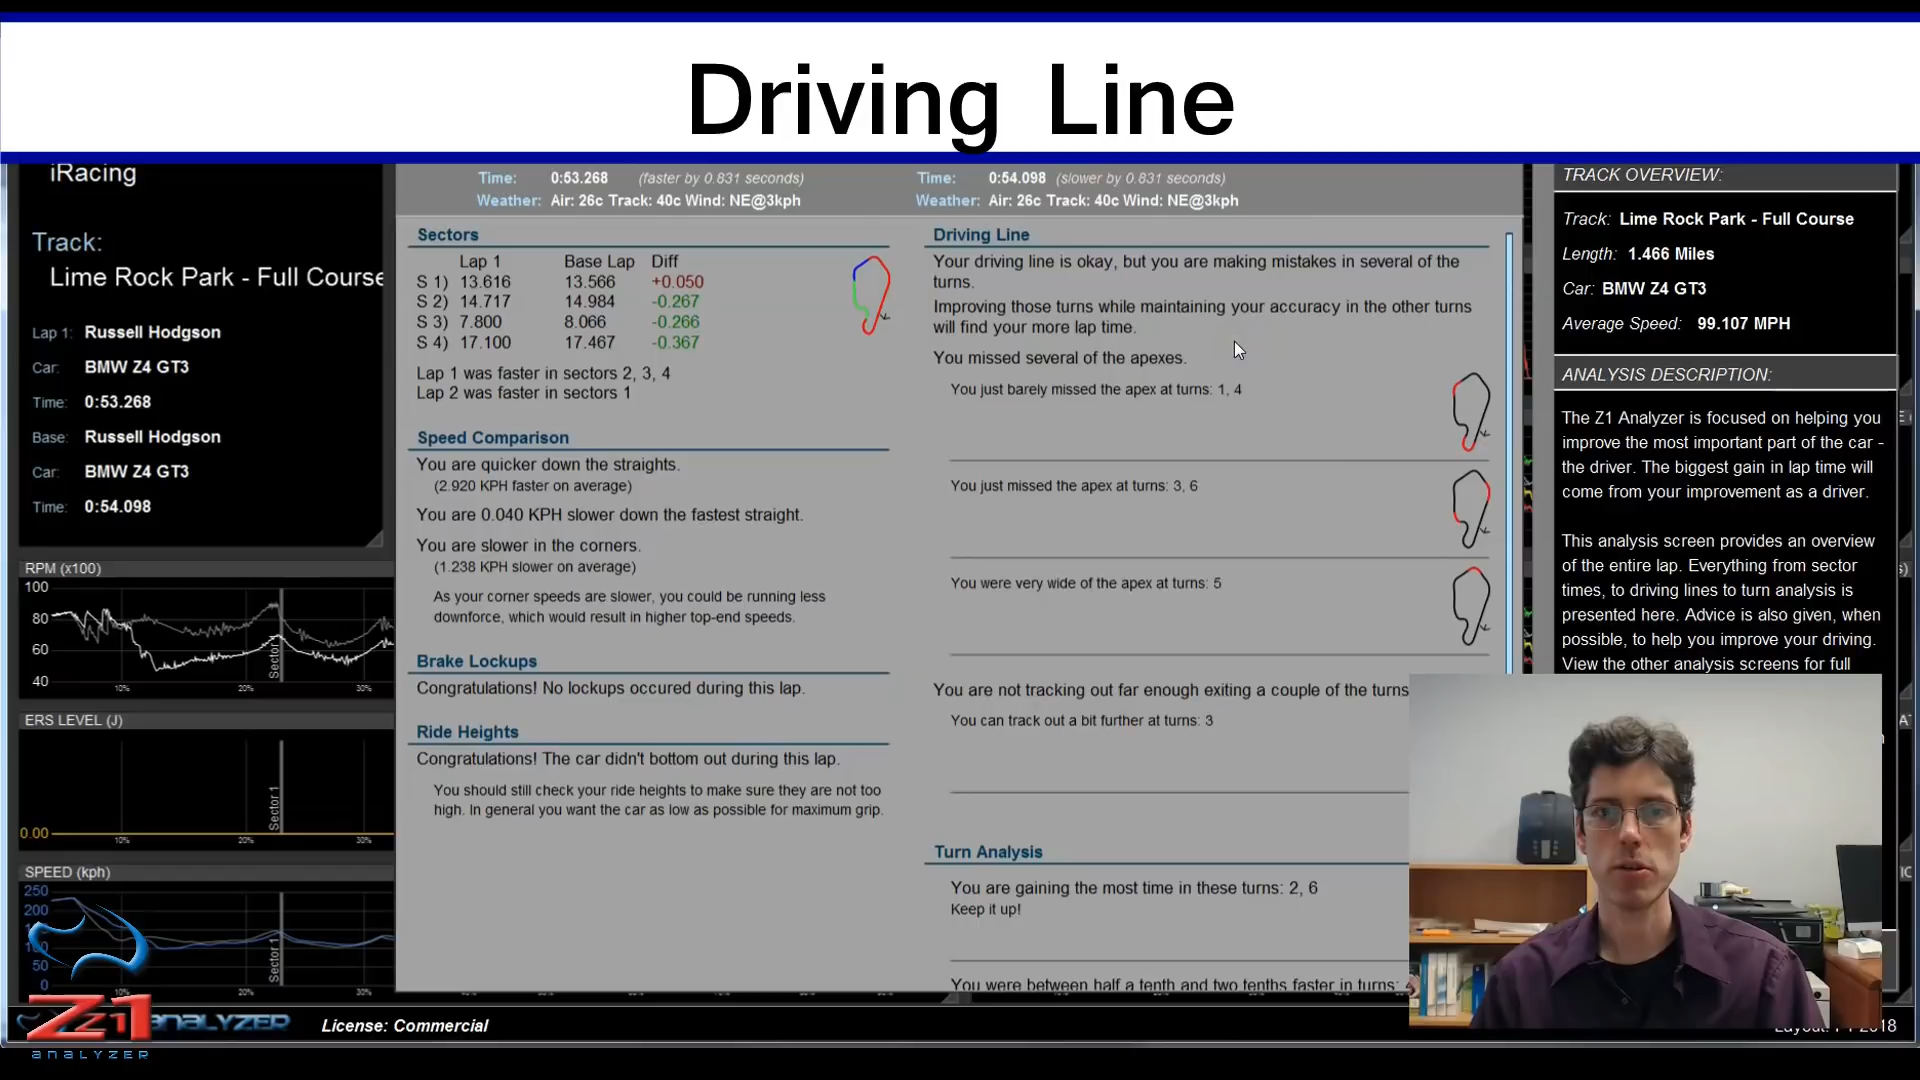 Driving Line
iRacing
Track:
Lime Rock Park - Full Course
Lap 1: Russell Hodgson
Car: BMW Z4 GT3
Time: 0:53.268
Base: Russell Hodgson
Car: BMW Z4 GT3
Time: 0:54.098
RPM (x100)
100
80
60
40
10%
20%
30%
Sector 1
ERS LEVEL (J)
0.00
10%
20%
30%
Sector 1
SPEED (kph)
250
200
50
0
10%
20%
30%
Sector 1
Time: 0:53.268 (faster by 0.831 seconds)
Weather: Air: 26c Track: 40c Wind: NE@3kph
Time: 0:54.098 (slower by 0.831 seconds)
Weather: Air: 26c Track: 40c Wind: NE@3kph
Sectors
Lap 1 Base Lap Diff
S 1) 13.616 13.566 +0.050
S 2) 14.717 14.984 -0.267
S 3) 7.800 8.066 -0.266
S 4) 17.100 17.467 -0.367
Lap 1 was faster in sectors 2, 3, 4
Lap 2 was faster in sectors 1
Speed Comparison
You are quicker down the straights.
(2.920 KPH faster on average)
You are 0.040 KPH slower down the fastest straight.
You are slower in the corners.
(1.238 KPH slower on average)
As your corner speeds are slower, you could be running less
downforce, which would result in higher top-end speeds.
Brake Lockups
Congratulations! No lockups occured during this lap.
Ride Heights
Congratulations! The car didn't bottom out during this lap.
You should still check your ride heights to make sure they are not too
high. In general you want the car as low as possible for maximum grip.
Driving Line
Your driving line is okay, but you are making mistakes in several of the
turns.
Improving those turns while maintaining your accuracy in the other turns
will find your more lap time.
You missed several of the apexes.
You just barely missed the apex at turns: 1, 4
You just missed the apex at turns: 3, 6
You were very wide of the apex at turns: 5
You are not tracking out far enough exiting a couple of the turns
You can track out a bit further at turns: 3
Turn Analysis
You are gaining the most time in these turns: 2, 6
Keep it up!
You were between half a tenth and two tenths faster in turns:
TRACK OVERVIEW:
Track: Lime Rock Park - Full Course
Length: 1.466 Miles
Car: BMW Z4 GT3
Average Speed: 99.107 MPH
ANALYSIS DESCRIPTION:
The Z1 Analyzer is focused on helping you
improve the most important part of the car -
the driver. The biggest gain in lap time will
come from your improvement as a driver.
This analysis screen provides an overview
of the entire lap. Everything from sector
times, to driving lines to turn analysis is
presented here. Advice is also given, when
possible, to help you improve your driving.
View the other analysis screens for full
Z1 ANALYZER
analyzer
License: Commercial
2018